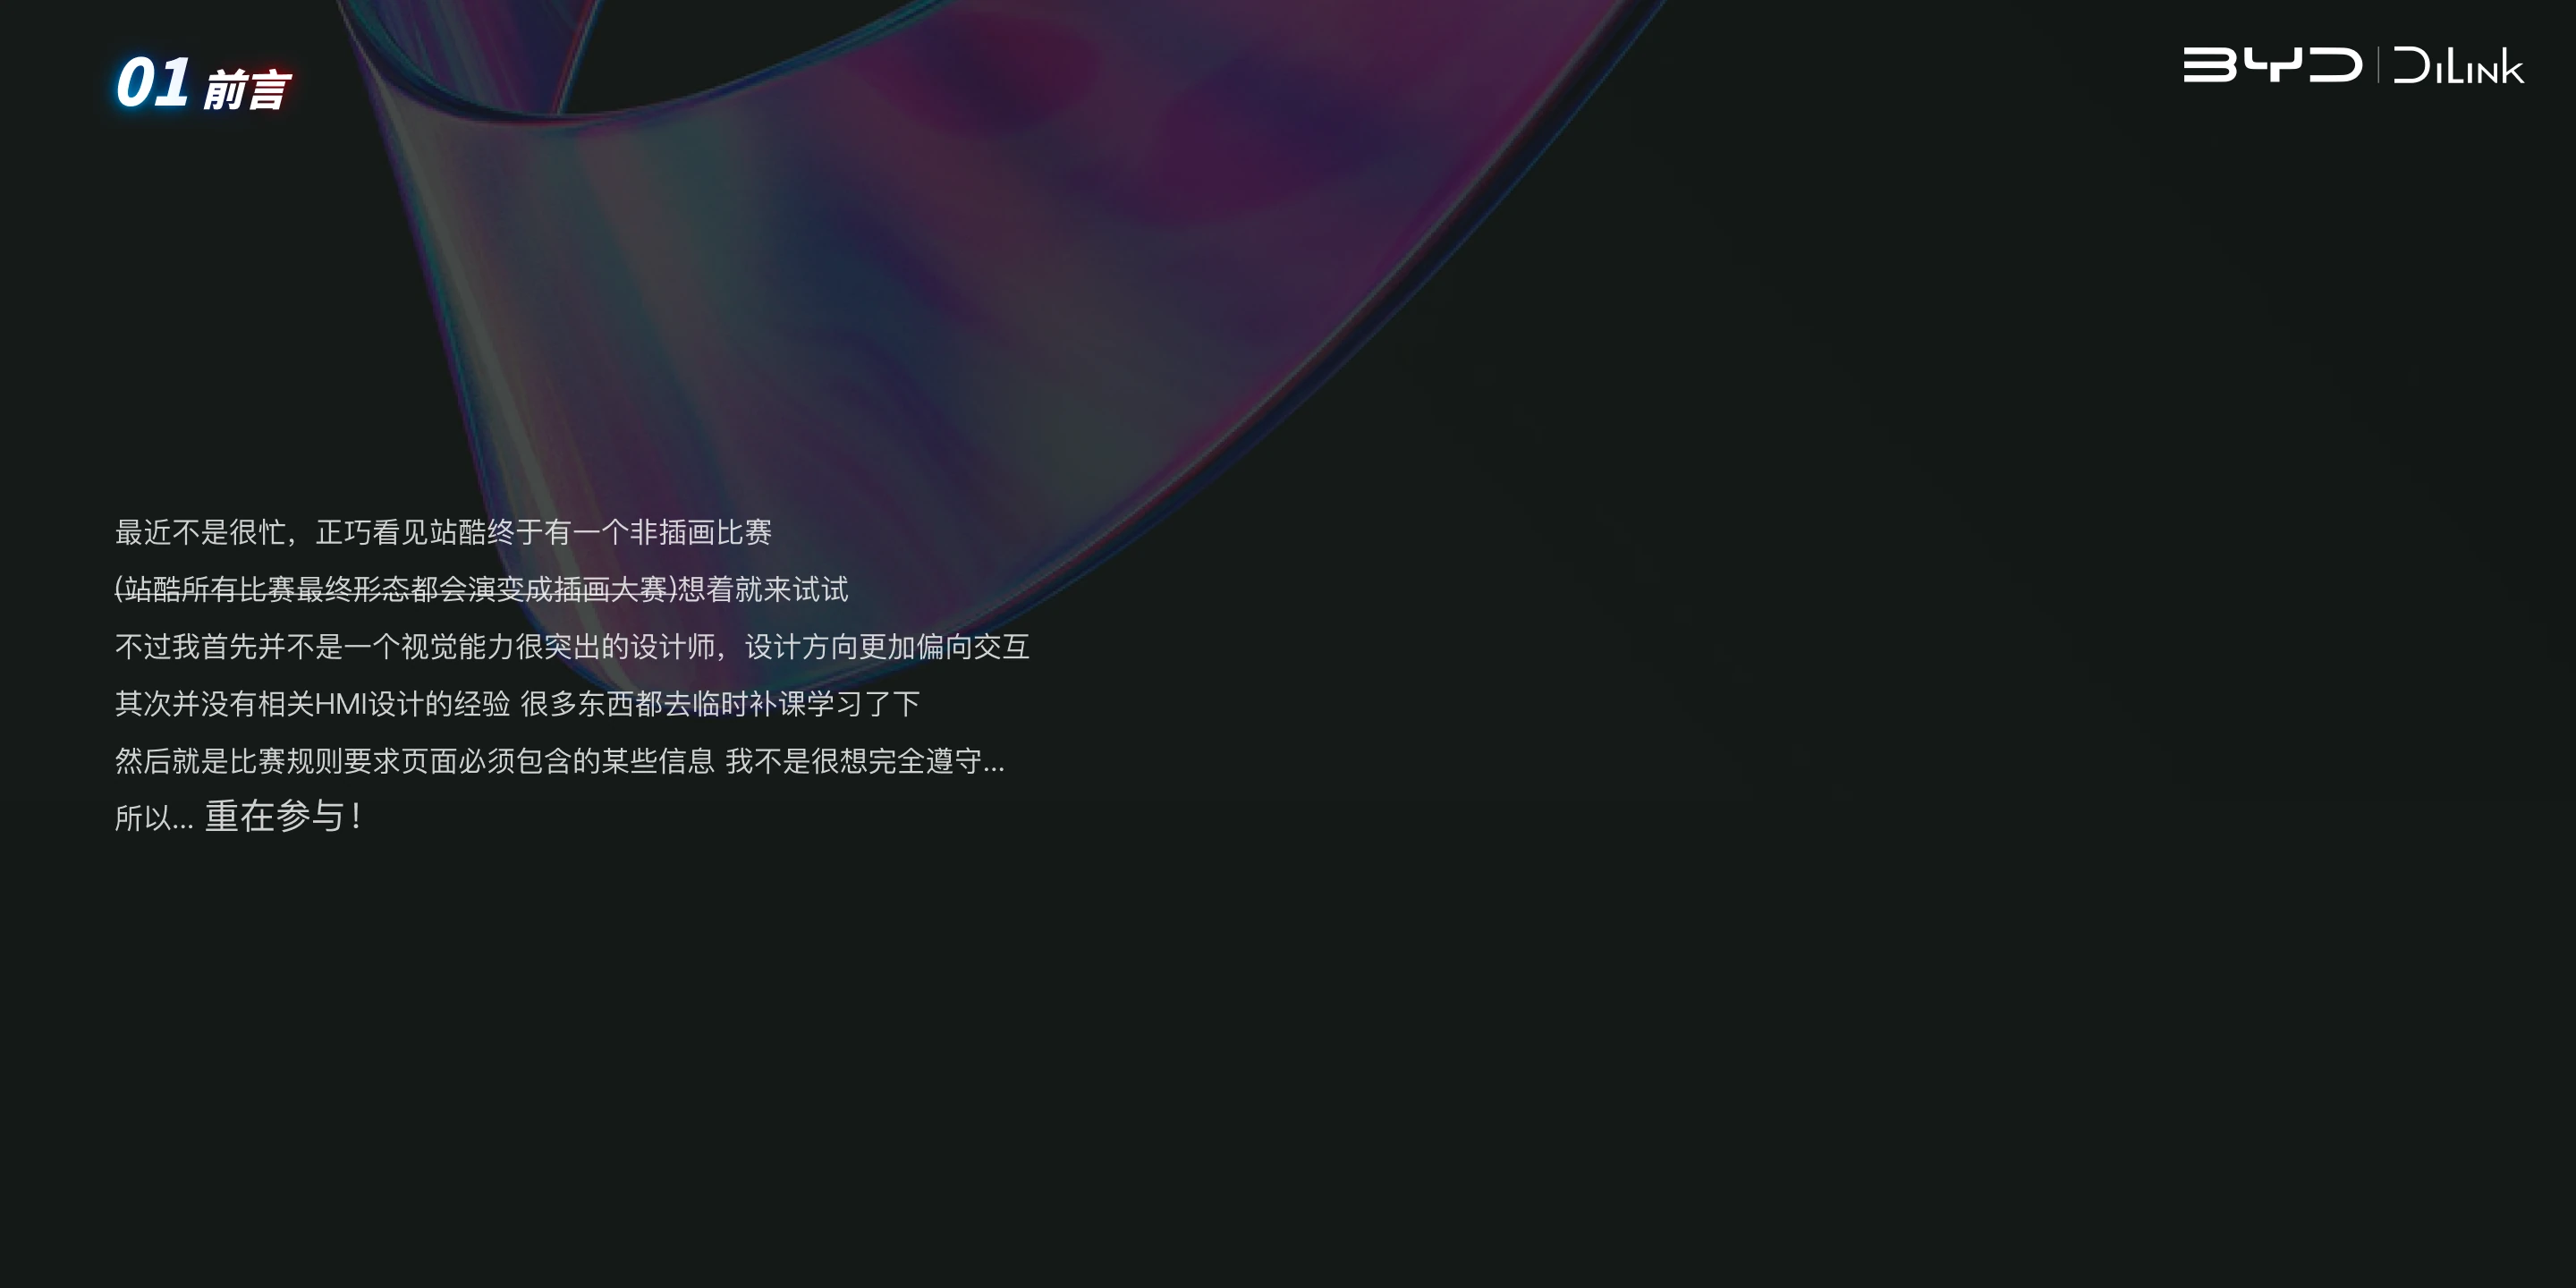 01 前言
BYD | DiLink
最近不是很忙，正巧看见站酷终于有一个非插画比赛
(站酷所有比赛最终形态都会演变成插画大赛)想着就来试试
不过我首先并不是一个视觉能力很突出的设计师，设计方向更加偏向交互
其次并没有相关HMI设计的经验 很多东西都去临时补课学习了下
然后就是比赛规则要求页面必须包含的某些信息 我不是很想完全遵守...
所以... 重在参与！